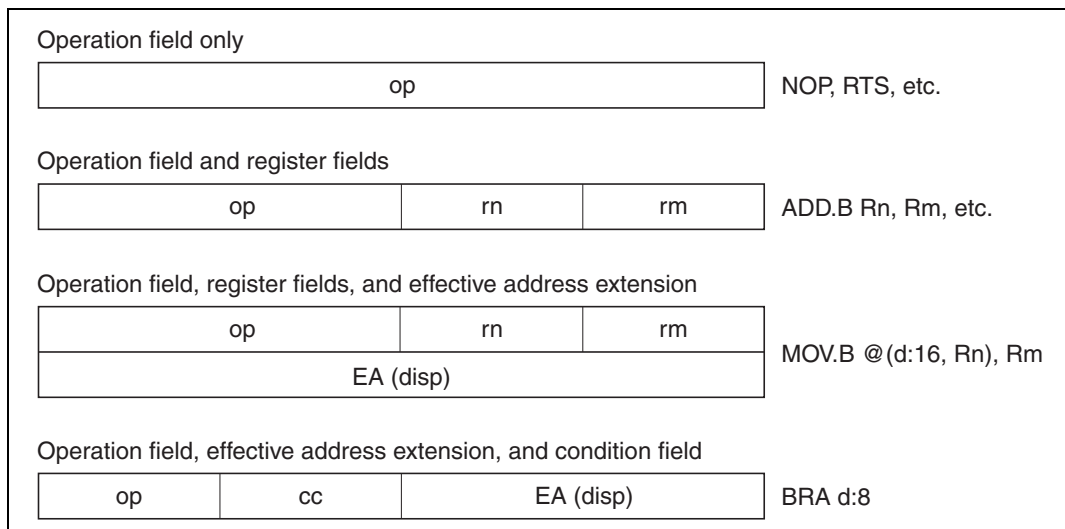 Operation field only
op
NOP, RTS, etc.
Operation field and register fields
op rn rm
ADD.B Rn, Rm, etc.
Operation field, register fields, and effective address extension
op rn rm
EA (disp)
MOV.B @(d:16, Rn), Rm
Operation field, effective address extension, and condition field
op cc EA (disp)
BRA d:8